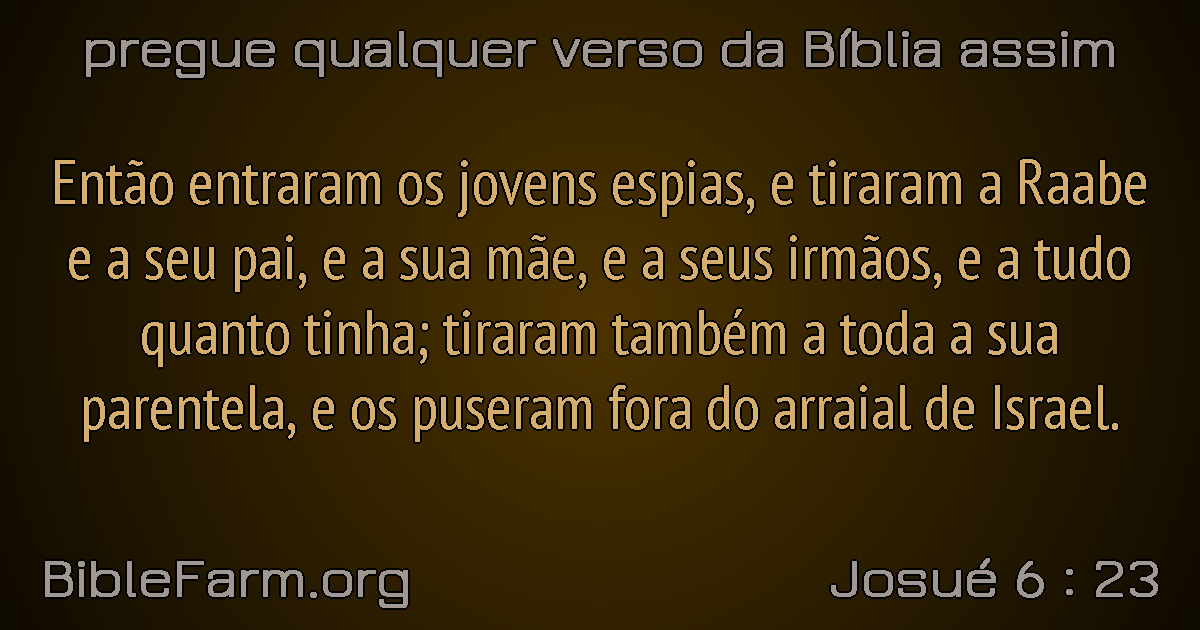 pregue qualquer verso da Bíblia assim
Então entraram os jovens espias, e tiraram a Raabe
e a seu pai, e a sua mãe, e a seus irmãos, e a tudo
quanto tinha; tiraram também a toda a sua
parentela, e os puseram fora do arraial de Israel.
BibleFarm.org
Josué 6 : 23